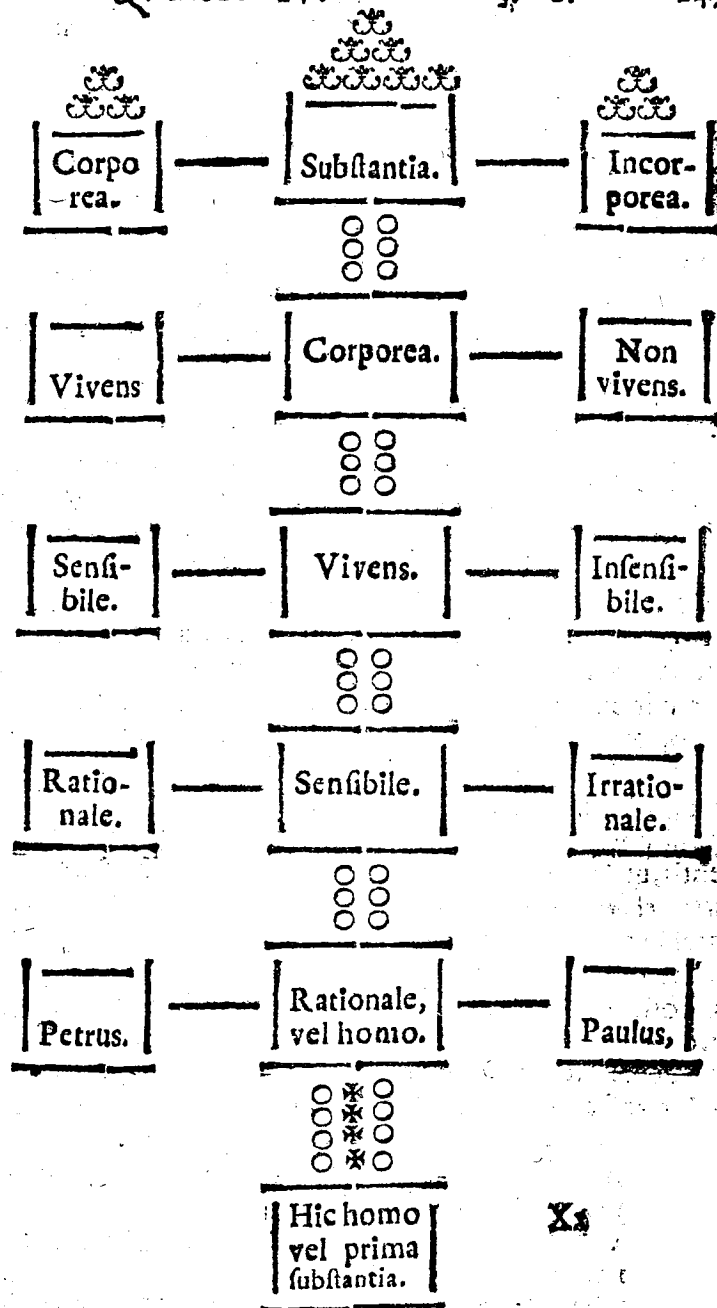 Corpo
rea.
Subſtantia.
Incor-
porea.
Vivens
Corporea.
Non
vivens.
Senſi-
bile.
Vivens.
Inſenſi-
bile.
Ratio-
nale.
Senſibile.
Irratio-
nale.
Petrus.
Rationale,
vel homo.
Paulus,
Hic homo
vel prima
ſubſtantia.